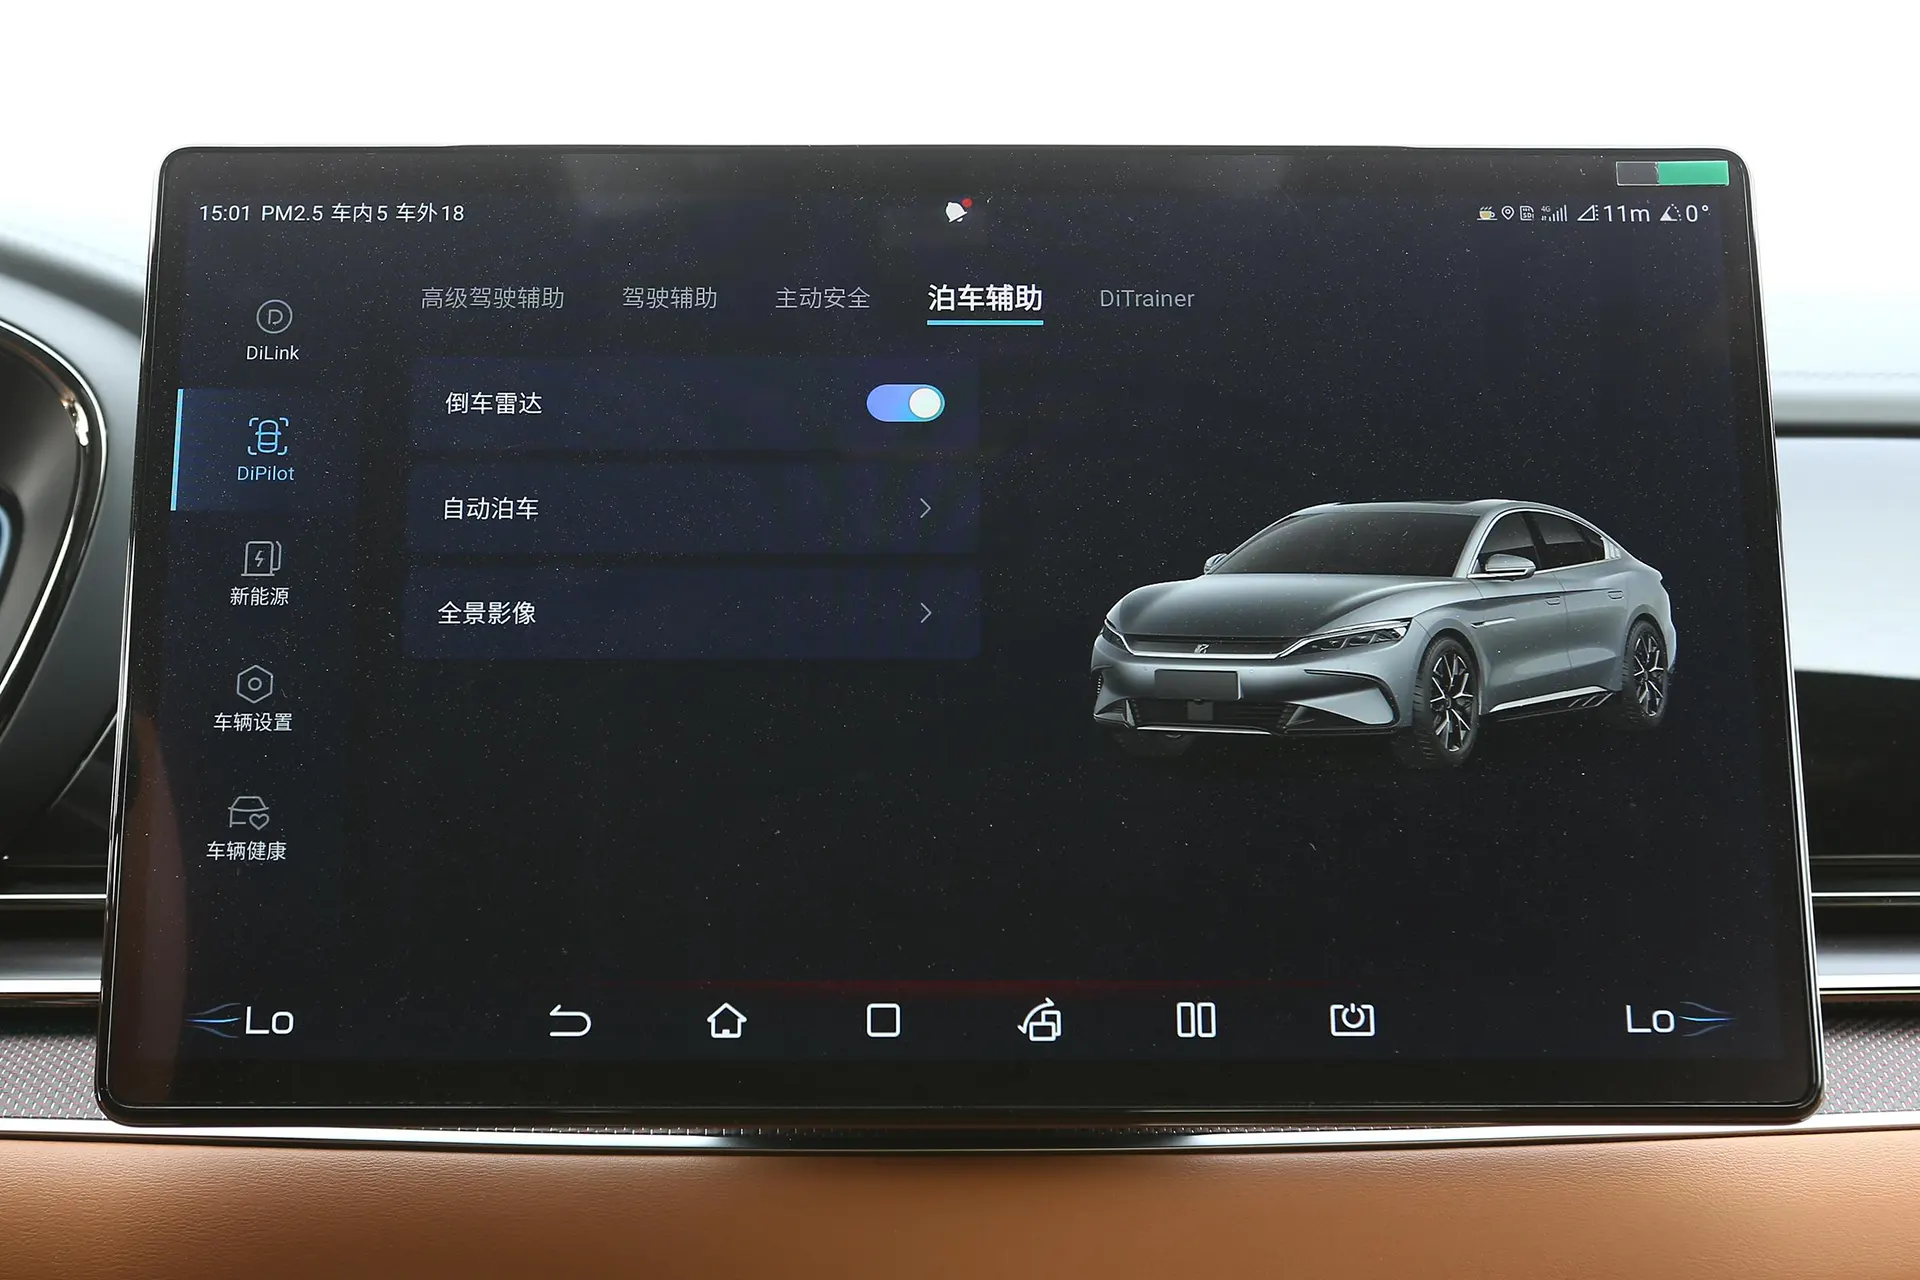 15:01 PM2.5 车内5 车外18
4G
11m
0°
高级驾驶辅助 驾驶辅助 主动安全 泊车辅助 DiTrainer
DiLink
DiPilot
新能源
车辆设置
车辆健康
倒车雷达
自动泊车
全景影像
Lo
Lo